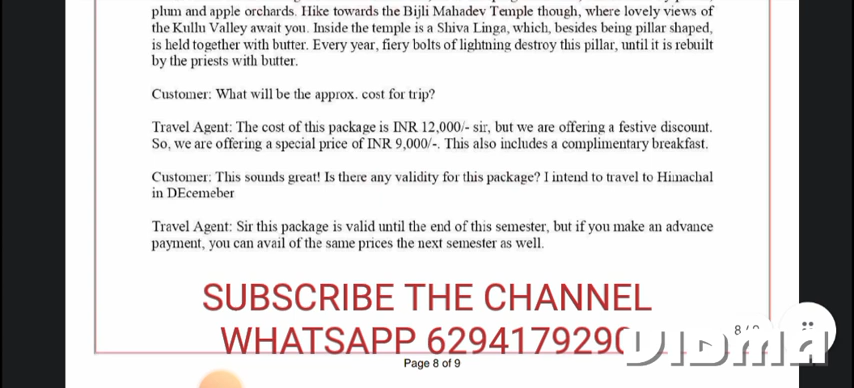 plum and apple orchards. Hike towards the Bijli Mahadev Temple though, where lovely views of
the Kullu Valley await you. Inside the temple is a Shiva Linga, which, besides being pillar shaped,
is held together with butter. Every year, fiery bolts of lightning destroy this pillar, until it is rebuilt
by the priests with butter.
Customer: What will be the approx. cost for trip?
Travel Agent: The cost of this package is INR 12,000/- sir, but we are offering a festive discount.
So, we are offering a special price of INR 9,000/-. This also includes a complimentary breakfast.
Customer: This sounds great! Is there any validity for this package? I intend to travel to Himachal
in DEcemeber
Travel Agent: Sir this package is valid until the end of this semester, but if you make an advance
payment, you can avail of the same prices the next semester as well.
SUBSCRIBE THE CHANNEL
WHATSAPP 6294179290
Page 8 of 9